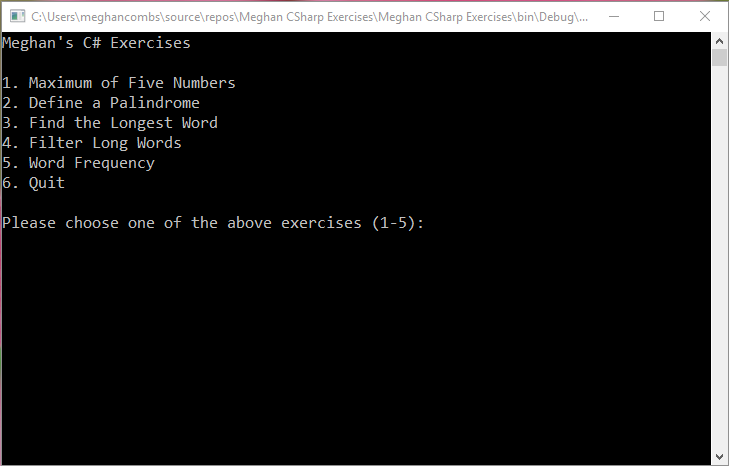 C:\Users\meghancombs\source\repos\Meghan CSharp Exercises\Meghan CSharp Exercises\bin\Debug\...
Meghan's C# Exercises
1. Maximum of Five Numbers
2. Define a Palindrome
3. Find the Longest Word
4. Filter Long Words
5. Word Frequency
6. Quit
Please choose one of the above exercises (1-5):